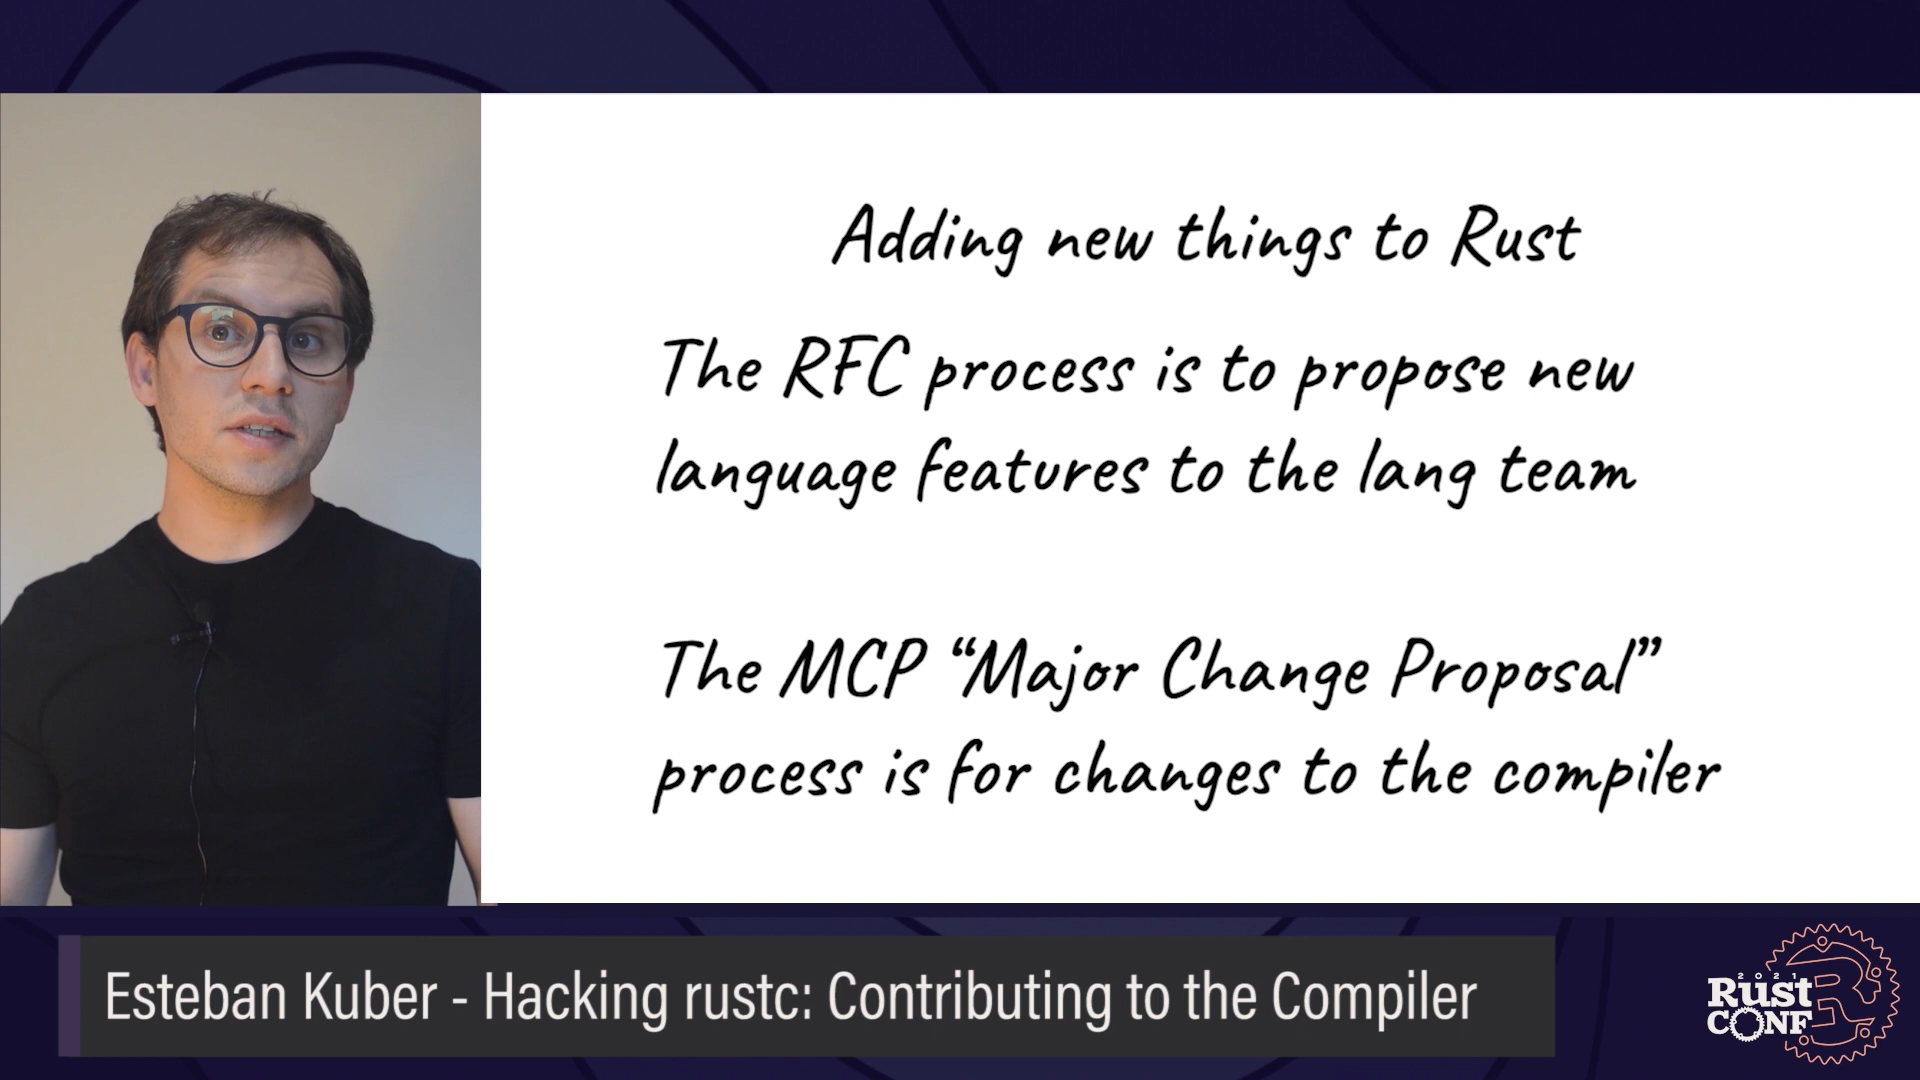 Adding new things to Rust
The RFC process is to propose new
language features to the lang team
The MCP “Major Change Proposal”
process is for changes to the compiler
Esteban Kuber - Hacking rustc: Contributing to the Compiler
2021
Rust
CONF
R